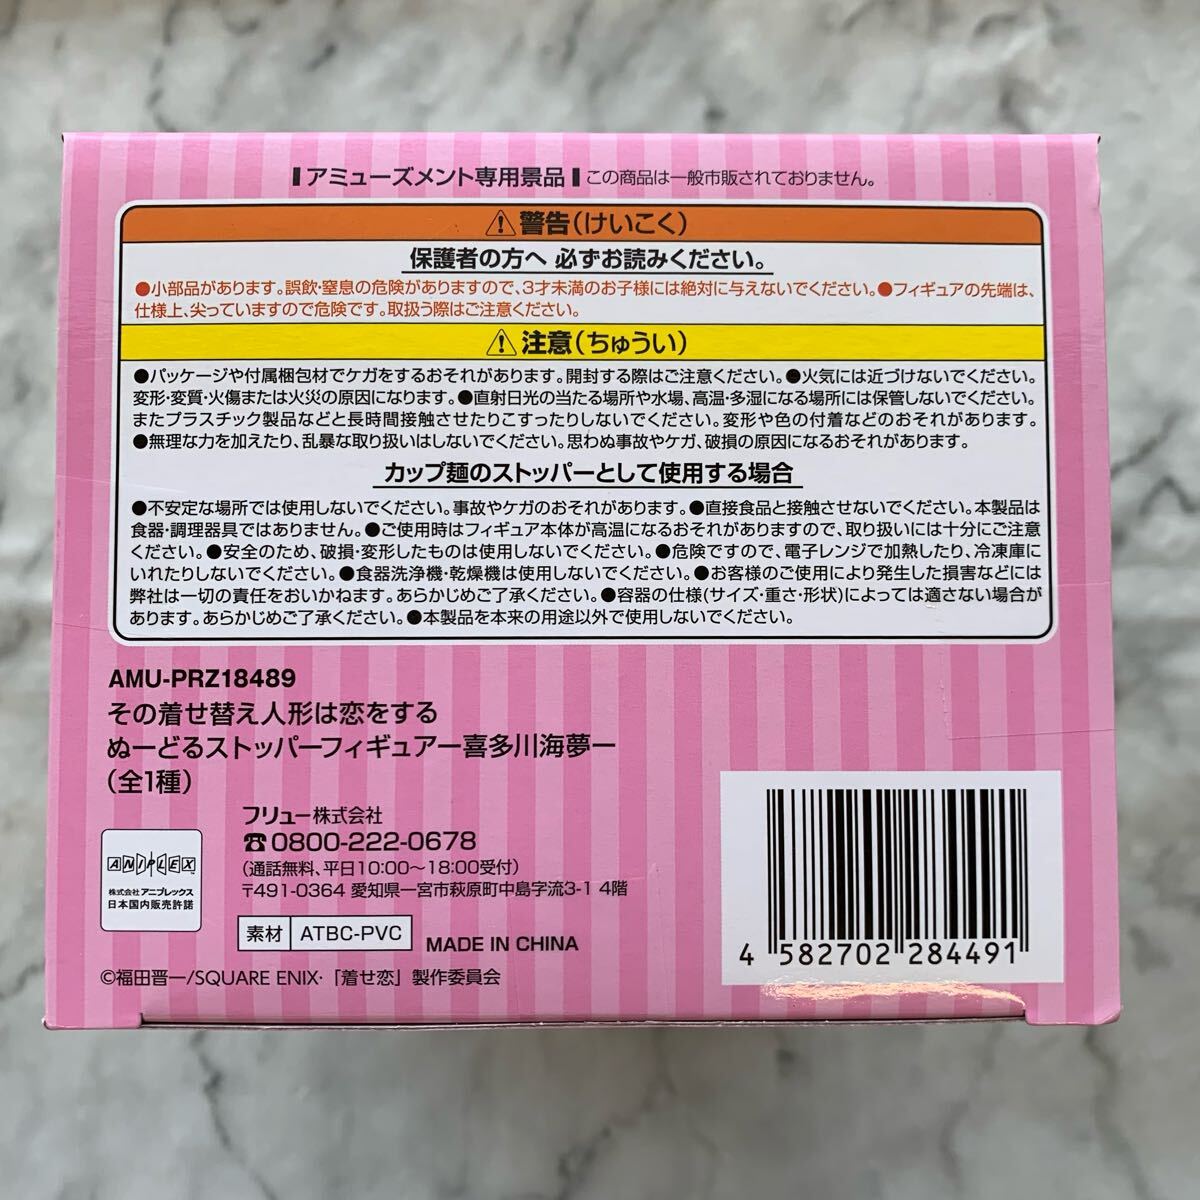 アミューズメント専用景品 この商品は一般市販されておりません。
⚠警告(けいこく)
保護者の方へ 必ずお読みください。
●小部品があります。誤飲・窒息の危険がありますので、3才未満のお子様には絶対に与えないでください。●フィギュアの先端は、
仕様上、尖っていますので危険です。取扱う際はご注意ください。
⚠注意(ちゅうい)
●パッケージや付属梱包材でケガをするおそれがあります。開封する際はご注意ください。●火気には近づけないでください。
変形・変質・火傷または火災の原因になります。●直射日光の当たる場所や水場、高温・多湿になる場所には保管しないでください。
またプラスチック製品などと長時間接触させたりこすったりしないでください。変形や色の付着などのおそれがあります。
●無理な力を加えたり、乱暴な取り扱いはしないでください。思わぬ事故やケガ、破損の原因になるおそれがあります。
カップ麺のストッパーとして使用する場合
●不安定な場所では使用しないでください。事故やケガのおそれがあります。●直接食品と接触させないでください。本製品は
食器・調理器具ではありません。●ご使用時はフィギュア本体が高温になるおそれがありますので、取り扱いには十分にご注意
ください。●安全のため、破損・変形したものは使用しないでください。●危険ですので、電子レンジで加熱したり、冷凍庫に
いれたりしないでください。●食器洗浄機・乾燥機は使用しないでください。●お客様のご使用により発生した損害などには
弊社は一切の責任をおいかねます。あらかじめご了承ください。●容器の仕様(サイズ・重さ・形状)によっては適さない場合が
あります。あらかじめご了承ください。●本製品を本来の用途以外で使用しないでください。
AMU-PRZ18489
その着せ替え人形は恋をする
ぬーどるストッパーフィギュアー喜多川海夢ー
(全1種)
フリュー株式会社
☎0800-222-0678
(通話無料、平日10:00～18:00受付)
〒491-0364 愛知県一宮市萩原町中島字流3-1 4階
ANIPLEX
株式会社アニプレックス
日本国内販売許諾
素材 ATBC-PVC MADE IN CHINA
©福田晋一/SQUARE ENIX・「着せ恋」製作委員会
4 582702 284491